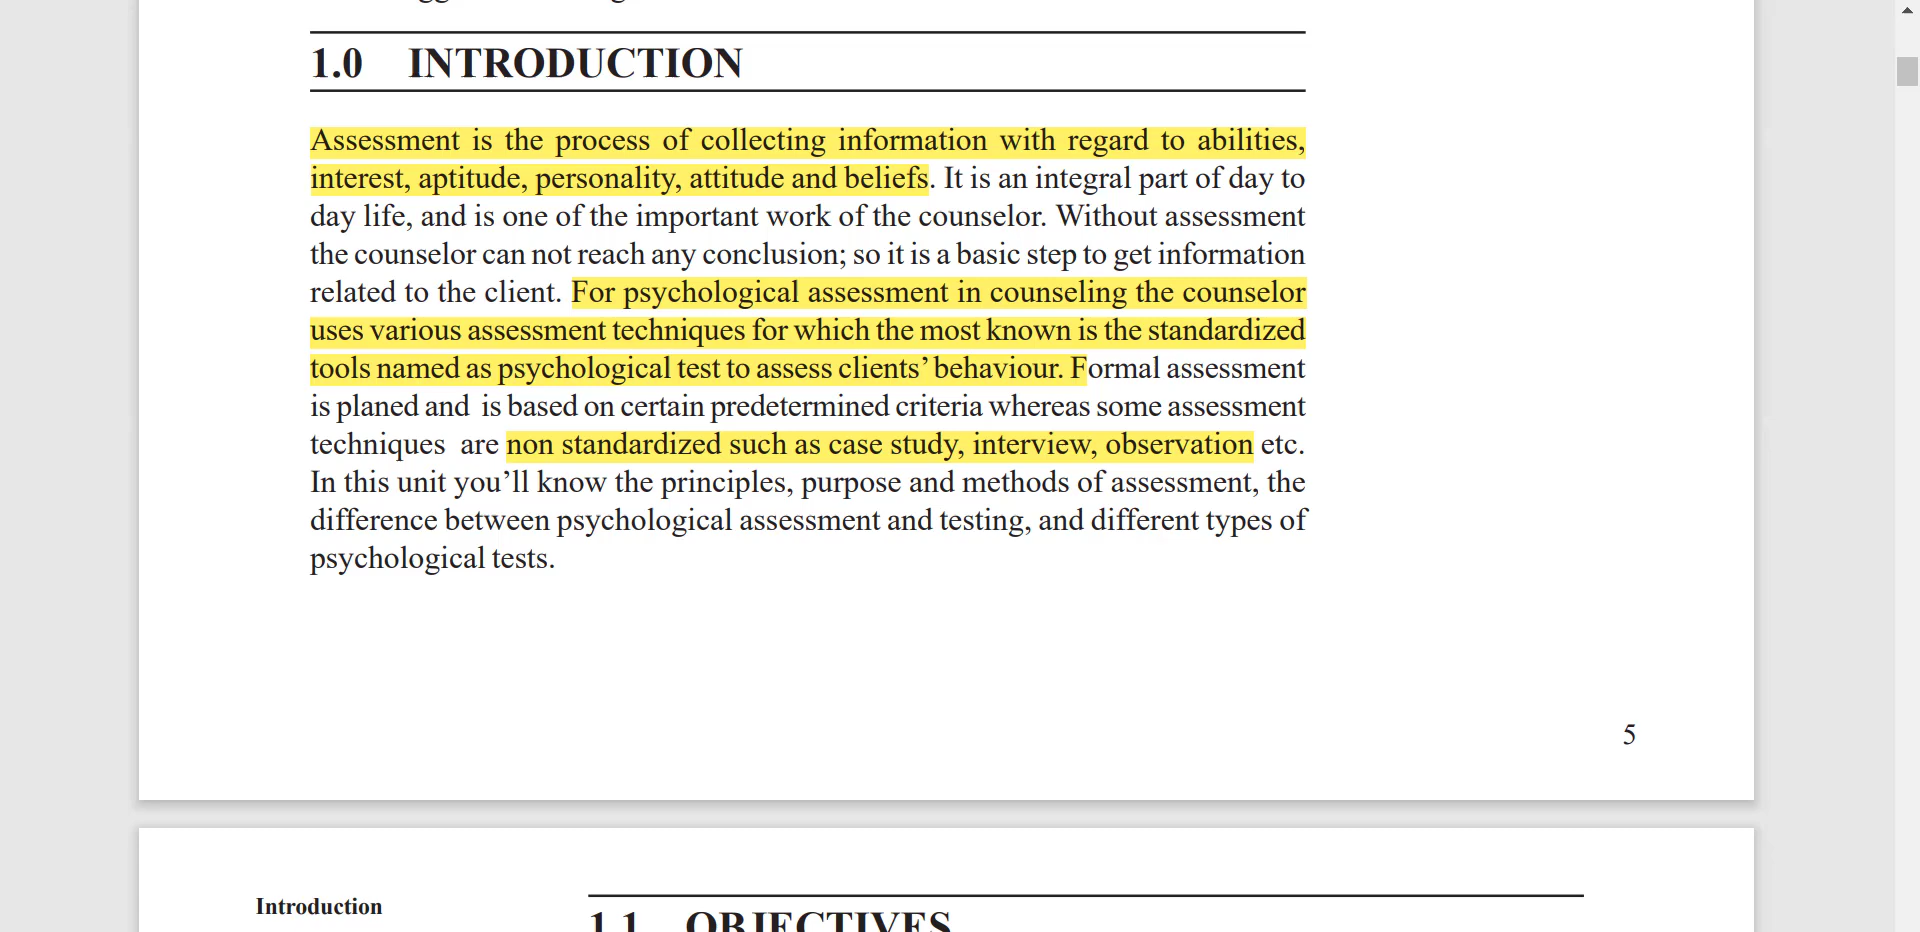 1.0 INTRODUCTION
Assessment is the process of collecting information with regard to abilities,
interest, aptitude, personality, attitude and beliefs. It is an integral part of day to
day life, and is one of the important work of the counselor. Without assessment
the counselor can not reach any conclusion; so it is a basic step to get information
related to the client. For psychological assessment in counseling the counselor
uses various assessment techniques for which the most known is the standardized
tools named as psychological test to assess clients’ behaviour. Formal assessment
is planed and is based on certain predetermined criteria whereas some assessment
techniques are non standardized such as case study, interview, observation etc.
In this unit you’ll know the principles, purpose and methods of assessment, the
difference between psychological assessment and testing, and different types of
psychological tests.
5
Introduction
1.1 OBJECTIVES